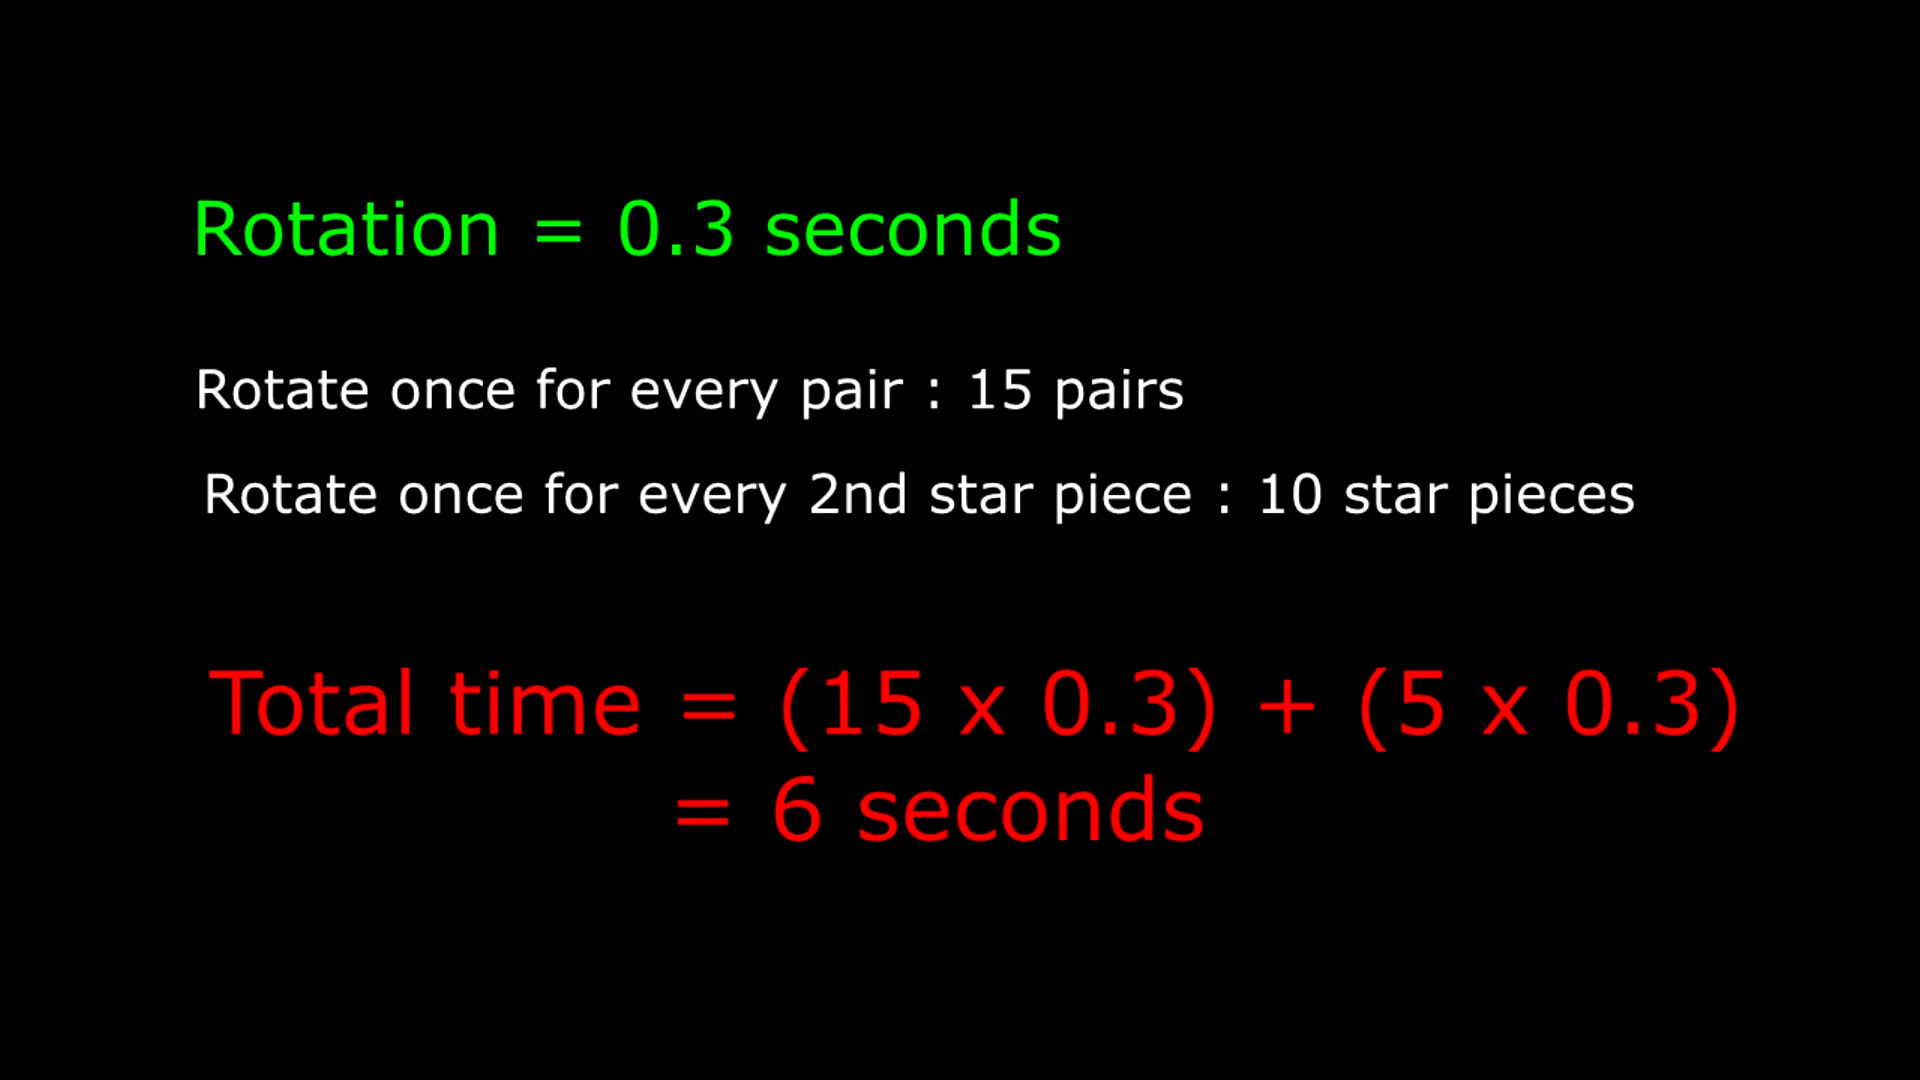 Rotation = 0.3 seconds
Rotate once for every pair : 15 pairs
Rotate once for every 2nd star piece : 10 star pieces
Total time = (15 x 0.3) + (5 x 0.3)
= 6 seconds